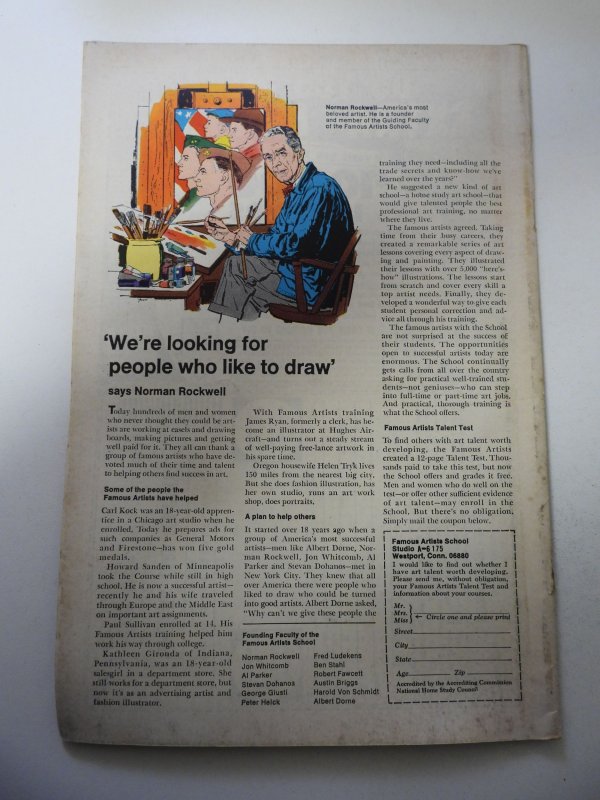 Norman Rockwell—America's most
beloved artist. He is a founder
and member of the Guiding Faculty
of the Famous Artists School.
'We're looking for
people who like to draw'
says Norman Rockwell
Today hundreds of men and women
who never thought they could be art-
ists are working at easels and drawing
boards, making pictures and getting
well paid for it. They all can thank a
group of famous artists who have de-
voted much of their time and talent
to helping others find success in art.
Some of the people the
Famous Artists have helped
Carl Kock was an 18-year-old appren-
tice in a Chicago art studio when he
enrolled. Today he prepares ads for
such companies as General Motors
and Firestone—has won five gold
medals.
Howard Sanden of Minneapolis
took the Course while still in high
school. He is now a successful artist—
recently he and his wife traveled
through Europe and the Middle East
on important art assignments.
Paul Sullivan enrolled at 14. His
Famous Artists training helped him
work his way through college.
Kathleen Girouda of Indiana,
Pennsylvania, was an 18-year-old
salesgirl in a department store. She
still works for a department store, but
now it's as an advertising artist and
fashion illustrator.
With Famous Artists training
James Ryan, formerly a clerk, has be-
come an illustrator at Hughes Air-
craft—and turns out a steady stream
of well-paying free-lance artwork in
his spare time.
Oregon housewife Helen Tryk lives
150 miles from the nearest big city.
But she does fashion illustration, has
her own studio, runs an art work
shop, does portraits.
A plan to help others
It started over 18 years ago when a
group of America's most successful
artists—men like Albert Dorne, Nor-
man Rockwell, Jon Whitcomb, Al
Parker and Stevan Dohanos—met in
New York City. They knew that all
over America there were people who
liked to draw who could be turned
into good artists. Albert Dorne asked,
"Why can't we give these people the
Founding Faculty of the
Famous Artists School
Norman Rockwell
Jon Whitcomb
Al Parker
Stevan Dohanos
George Giusti
Peter Helck
Fred Ludekens
Ben Stahl
Robert Fawcett
Austin Briggs
Harold Von Schmidt
Albert Dorne
training they need—including all the
trade secrets and know-how we've
learned over the years?"
He suggested a new kind of art
school—a home study art school—that
would give talented people the best
professional art training, no matter
where they live.
The famous artists agreed. Taking
time from their busy careers, they
created a remarkable series of art
lessons covering every aspect of draw-
ing and painting. They illustrated
their lessons with over 5,000 "here's-
how" illustrations. The lessons start
from scratch and cover every skill a
top artist needs. Finally, they de-
veloped a wonderful way to give each
student personal correction and ad-
vice all through his training.
The famous artists with the School
are not surprised at the success of
their students. The opportunities
open to successful artists today are
enormous. The School continually
gets calls from all over the country
asking for practical well-trained stu-
dents—not geniuses—who can step
into full-time or part-time art jobs.
And practical, thorough training is
what the School offers.
Famous Artists Talent Test
To find others with art talent worth
developing, the Famous Artists
created a 12-page Talent Test. Thou-
sands paid to take this test, but now
the School offers and grades it free.
Men and women who do well on the
test—or offer other sufficient evidence
of art talent—may enroll in the
School. But there's no obligation,
Simply mail the coupon below.
Famous Artists School
Studio A-6175
Westport, Conn. 06880
I would like to find out whether I
have art talent worth developing.
Please send me, without obligation,
your Famous Artists Talent Test and
information about your courses.
Mr.
Mrs. ← Circle one and please print
Miss
Street
City
State
Age Zip
Accredited by the Accrediting Commission
National Home Study Council